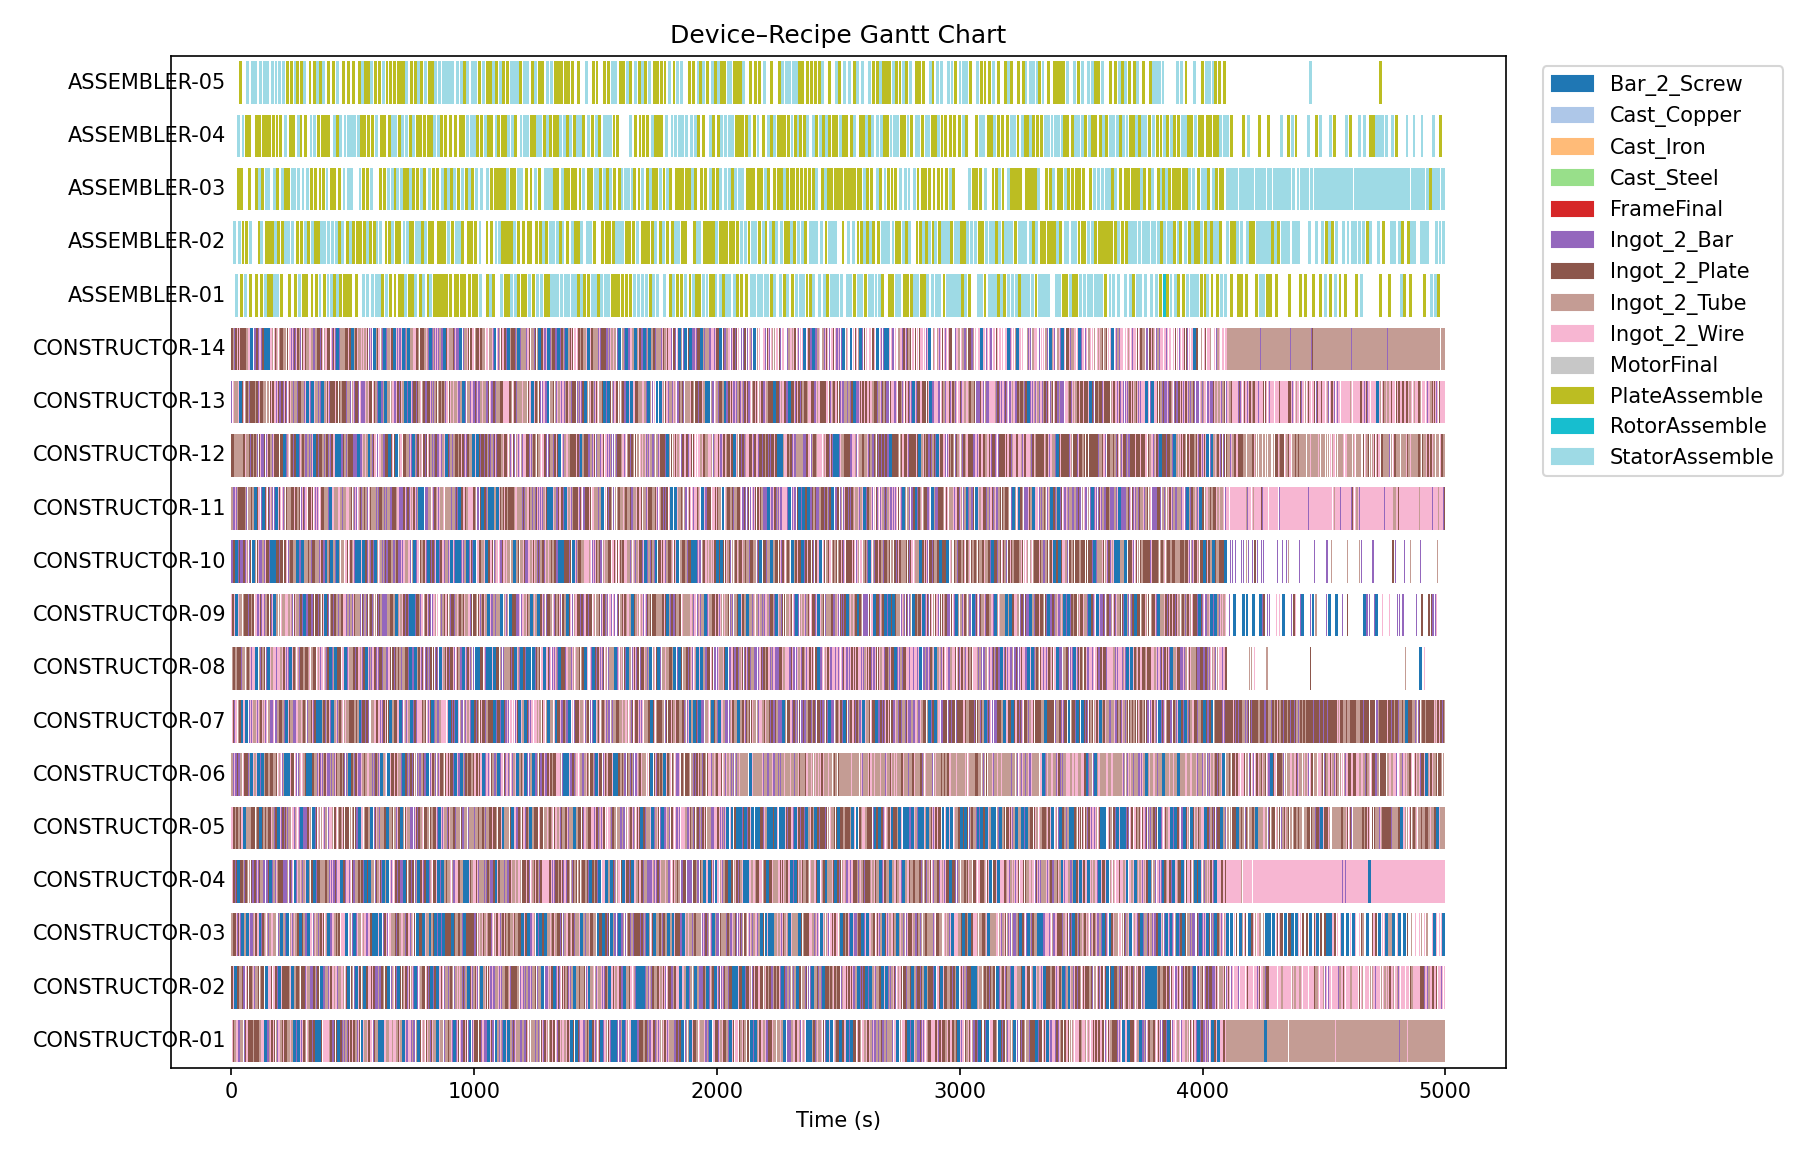 Device–Recipe Gantt Chart
ASSEMBLER-05
ASSEMBLER-04
ASSEMBLER-03
ASSEMBLER-02
ASSEMBLER-01
CONSTRUCTOR-14
CONSTRUCTOR-13
CONSTRUCTOR-12
CONSTRUCTOR-11
CONSTRUCTOR-10
CONSTRUCTOR-09
CONSTRUCTOR-08
CONSTRUCTOR-07
CONSTRUCTOR-06
CONSTRUCTOR-05
CONSTRUCTOR-04
CONSTRUCTOR-03
CONSTRUCTOR-02
CONSTRUCTOR-01
0 1000 2000 3000 4000 5000
Time (s)
Bar_2_Screw
Cast_Copper
Cast_Iron
Cast_Steel
FrameFinal
Ingot_2_Bar
Ingot_2_Plate
Ingot_2_Tube
Ingot_2_Wire
MotorFinal
PlateAssemble
RotorAssemble
StatorAssemble